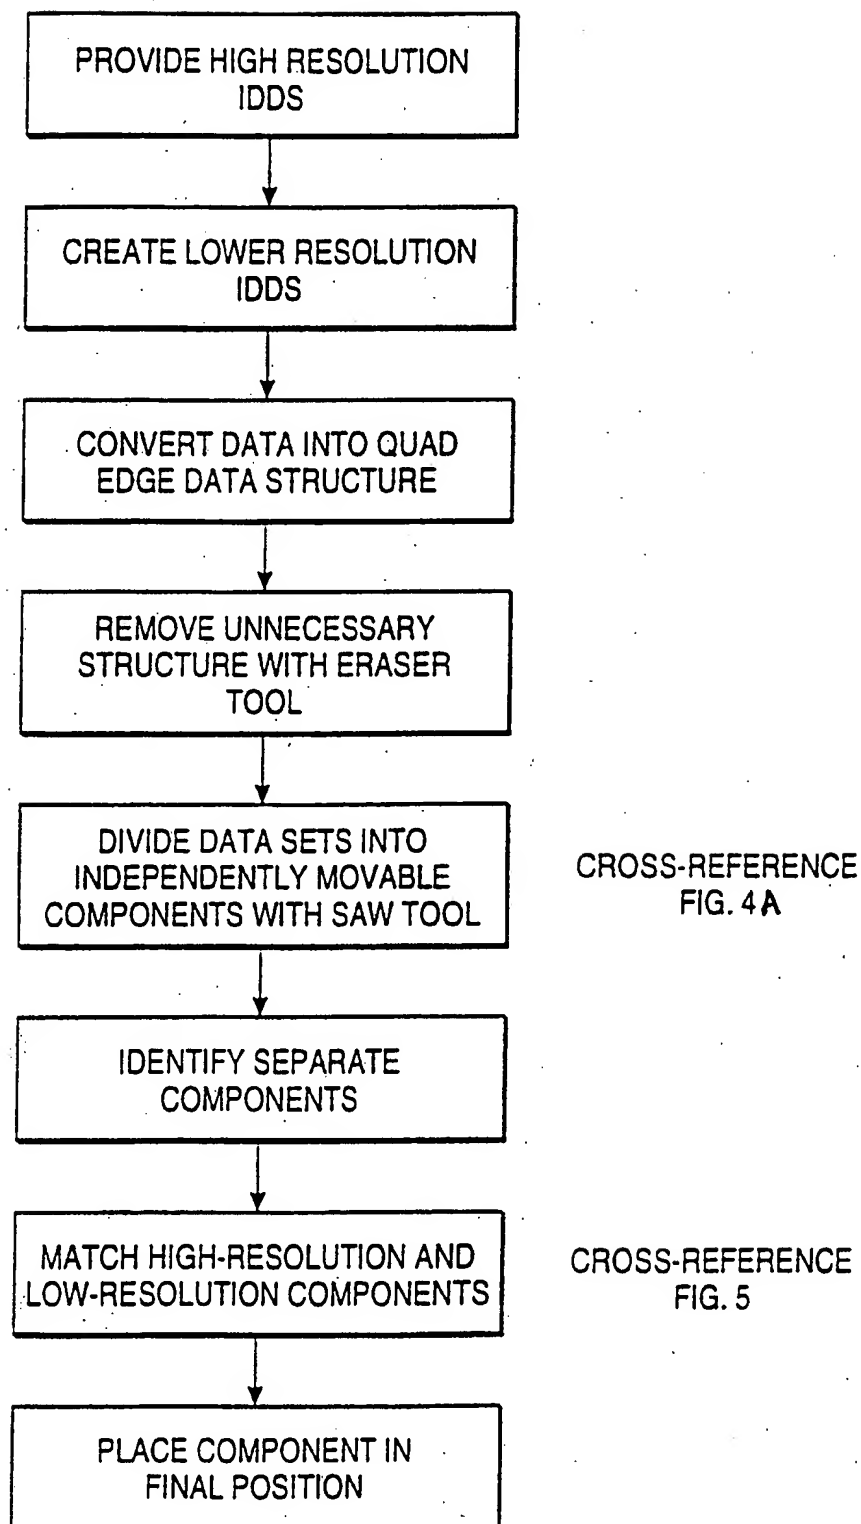 PROVIDE HIGH RESOLUTION
IDDS
CREATE LOWER RESOLUTION
IDDS
CONVERT DATA INTO QUAD
EDGE DATA STRUCTURE
REMOVE UNNECESSARY
STRUCTURE WITH ERASER
TOOL
DIVIDE DATA SETS INTO
INDEPENDENTLY MOVABLE
COMPONENTS WITH SAW TOOL
CROSS-REFERENCE
FIG. 4A
IDENTIFY SEPARATE
COMPONENTS
MATCH HIGH-RESOLUTION AND
LOW-RESOLUTION COMPONENTS
CROSS-REFERENCE
FIG. 5
PLACE COMPONENT IN
FINAL POSITION